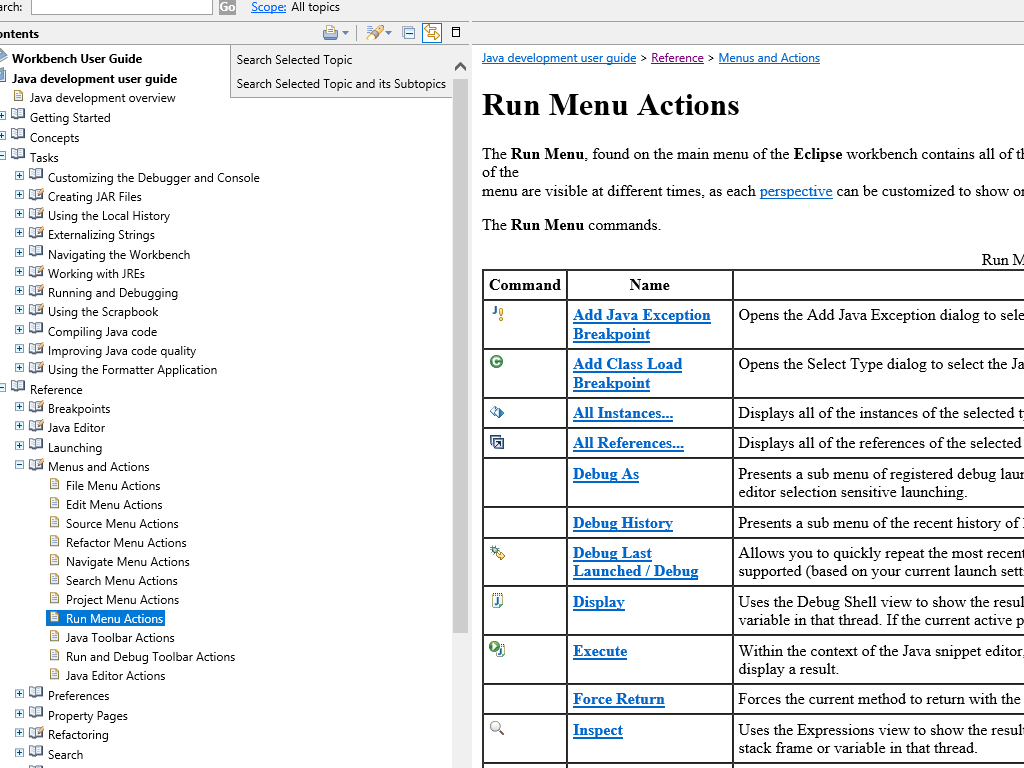 arch:
Go
Scope: All topics
ontents
Workbench User Guide
Java development user guide
Java development overview
Getting Started
Concepts
Tasks
Customizing the Debugger and Console
Creating JAR Files
Using the Local History
Externalizing Strings
Navigating the Workbench
Working with JREs
Running and Debugging
Using the Scrapbook
Compiling Java code
Improving Java code quality
Using the Formatter Application
Reference
Breakpoints
Java Editor
Launching
Menus and Actions
File Menu Actions
Edit Menu Actions
Source Menu Actions
Refactor Menu Actions
Navigate Menu Actions
Search Menu Actions
Project Menu Actions
Run Menu Actions
Java Toolbar Actions
Run and Debug Toolbar Actions
Java Editor Actions
Preferences
Property Pages
Refactoring
Search
Search Selected Topic
Search Selected Topic and its Subtopics
Java development user guide > Reference > Menus and Actions
Run Menu Actions
The Run Menu, found on the main menu of the Eclipse workbench contains all of th
of the
menu are visible at different times, as each perspective can be customized to show or
The Run Menu commands.
Run M
Command Name
Add Java Exception
Breakpoint
Opens the Add Java Exception dialog to sele
Add Class Load
Breakpoint
Opens the Select Type dialog to select the Ja
All Instances...
Displays all of the instances of the selected t
All References...
Displays all of the references of the selected
Debug As
Presents a sub menu of registered debug laun
editor selection sensitive launching.
Debug History
Presents a sub menu of the recent history of
Debug Last
Launched / Debug
Allows you to quickly repeat the most recent
supported (based on your current launch sett
Display
Uses the Debug Shell view to show the resul
variable in that thread. If the current active p
Execute
Within the context of the Java snippet editor,
display a result.
Force Return
Forces the current method to return with the
Inspect
Uses the Expressions view to show the result
stack frame or variable in that thread.